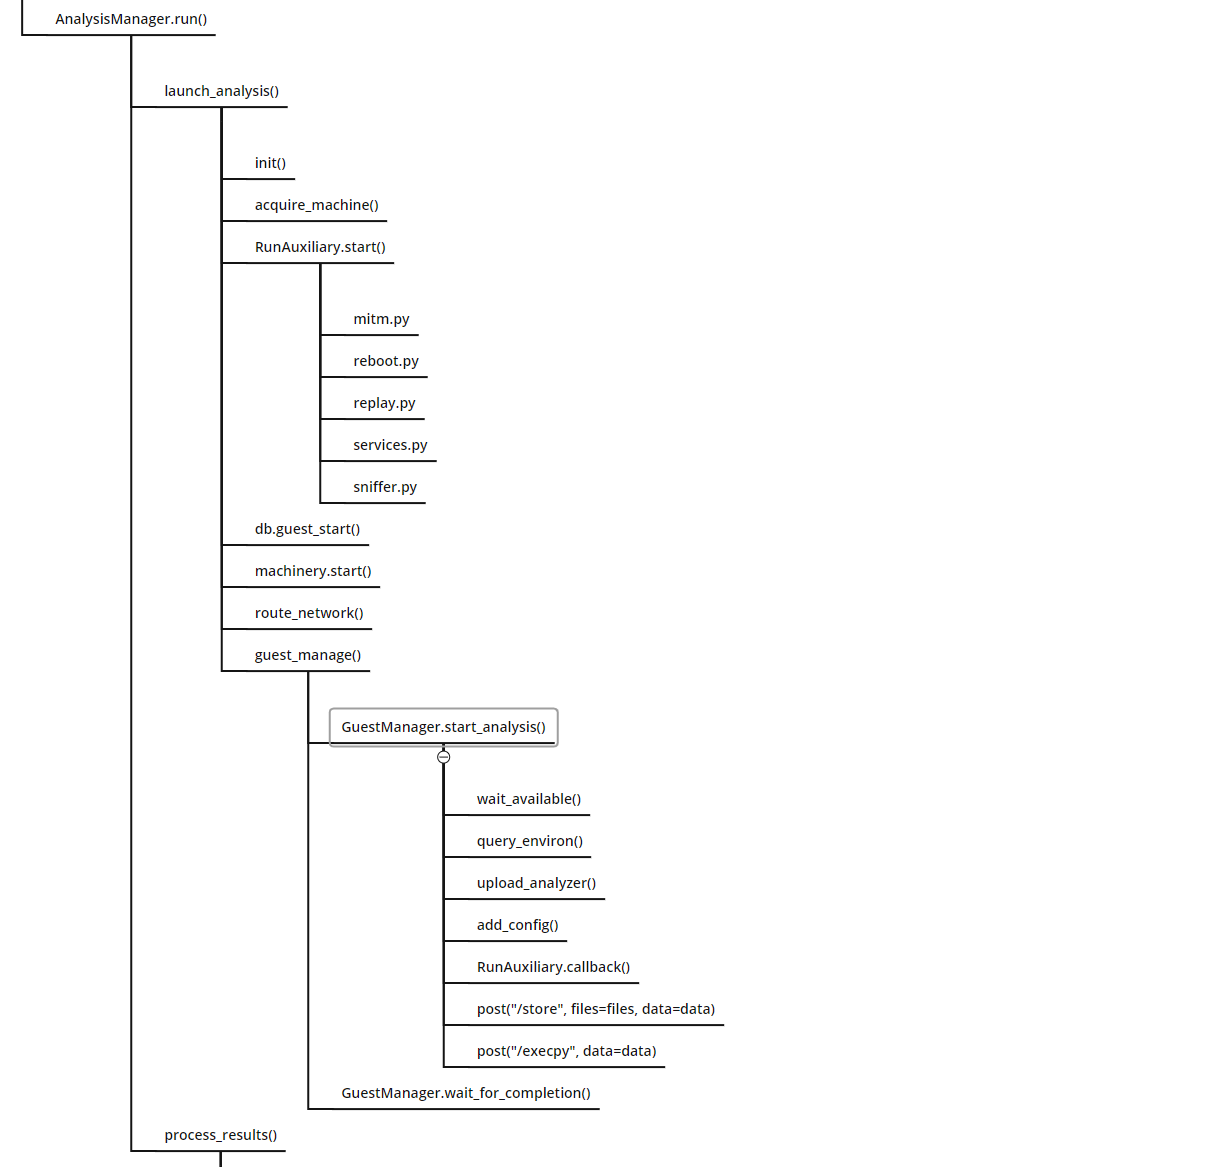 AnalysisManager.run()
launch_analysis()
init()
acquire_machine()
RunAuxiliary.start()
mitm.py
reboot.py
replay.py
services.py
sniffer.py
db.guest_start()
machinery.start()
route_network()
guest_manage()
GuestManager.start_analysis()
wait_available()
query_environ()
upload_analyzer()
add_config()
RunAuxiliary.callback()
post("/store", files=files, data=data)
post("/execpy", data=data)
GuestManager.wait_for_completion()
process_results()